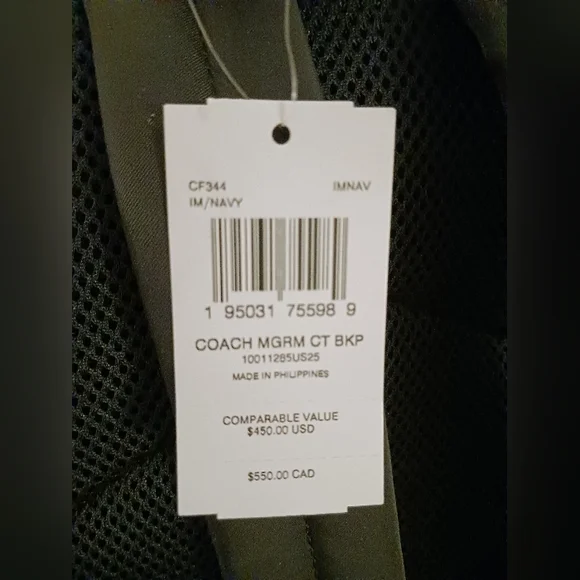 CF344 IMNAV
IM/NAVY
1 95031 75598 9
COACH MGRM CT BKP
10011285US25
MADE IN PHILIPPINES
COMPARABLE VALUE
$450.00 USD
$550.00 CAD